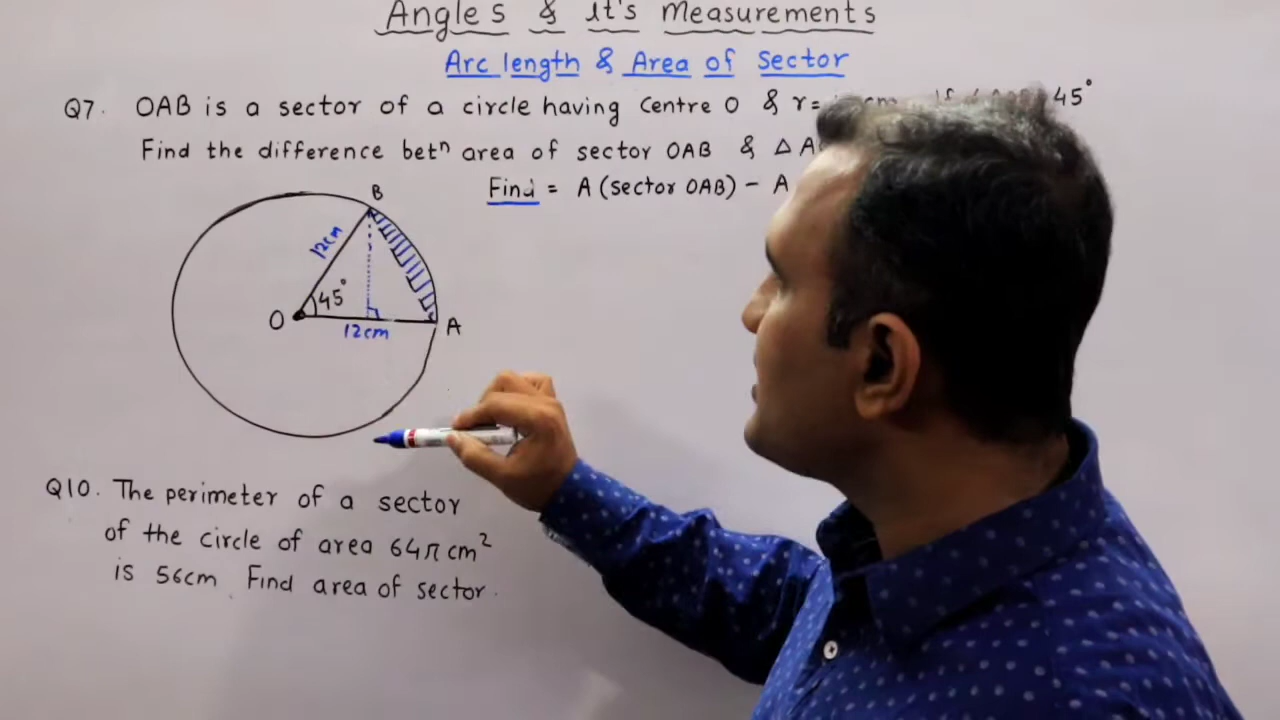 Angles & It's Measurements
Arc length & Area of Sector
Q7. OAB is a sector of a circle having Centre O & r= 45°
Find the difference betⁿ area of sector OAB & △ A
Find = A (sector OAB) - A
B
12cm
45°
O
12cm
A
Q10. The perimeter of a sector
of the circle of area 64π cm²
is 56cm. Find area of sector.